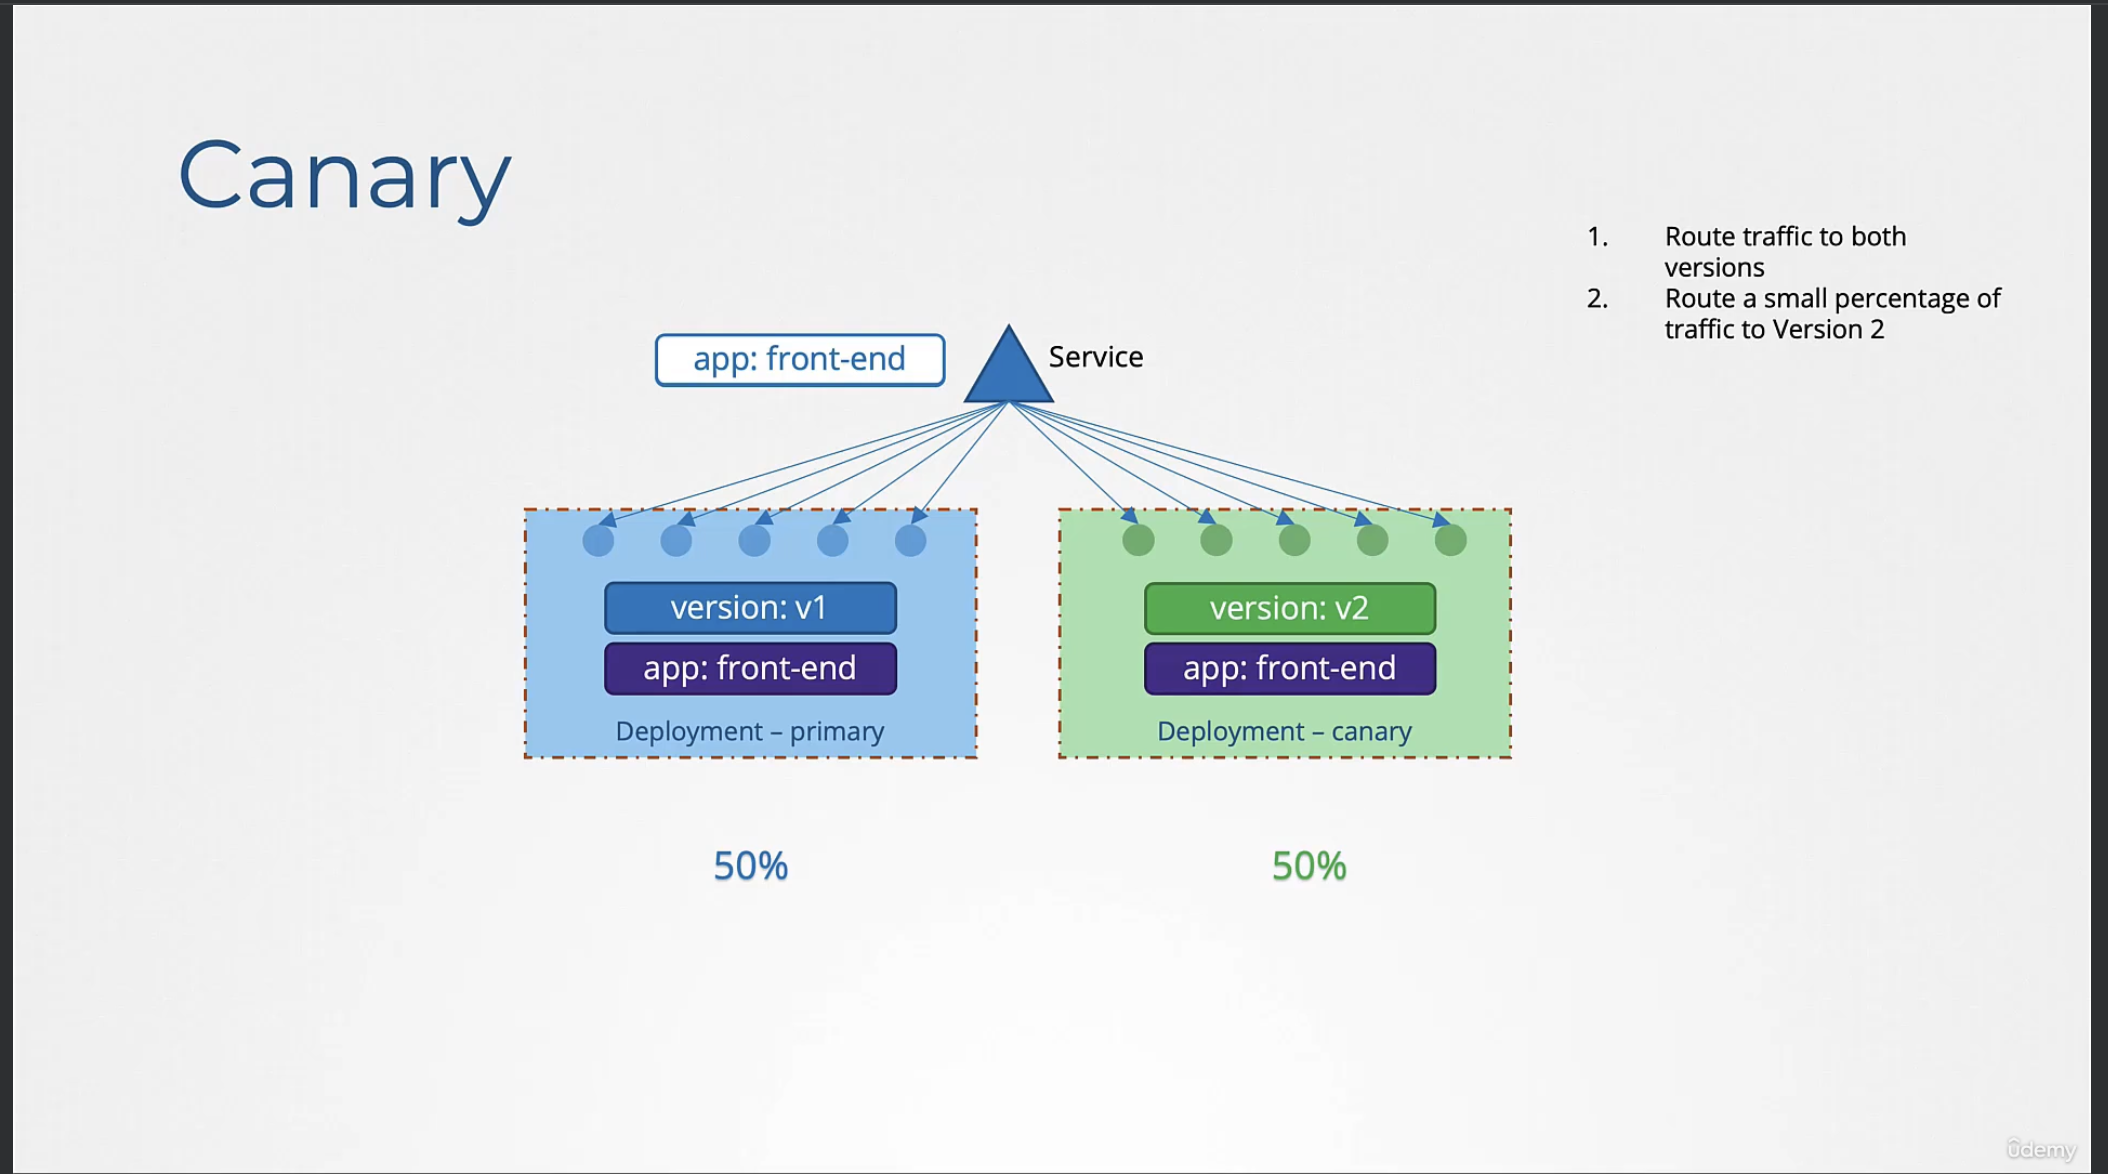 Canary
1. Route traffic to both
versions
2. Route a small percentage of
traffic to Version 2
app: front-end
Service
version: v1
app: front-end
Deployment – primary
version: v2
app: front-end
Deployment – canary
50%
50%
ûdemy